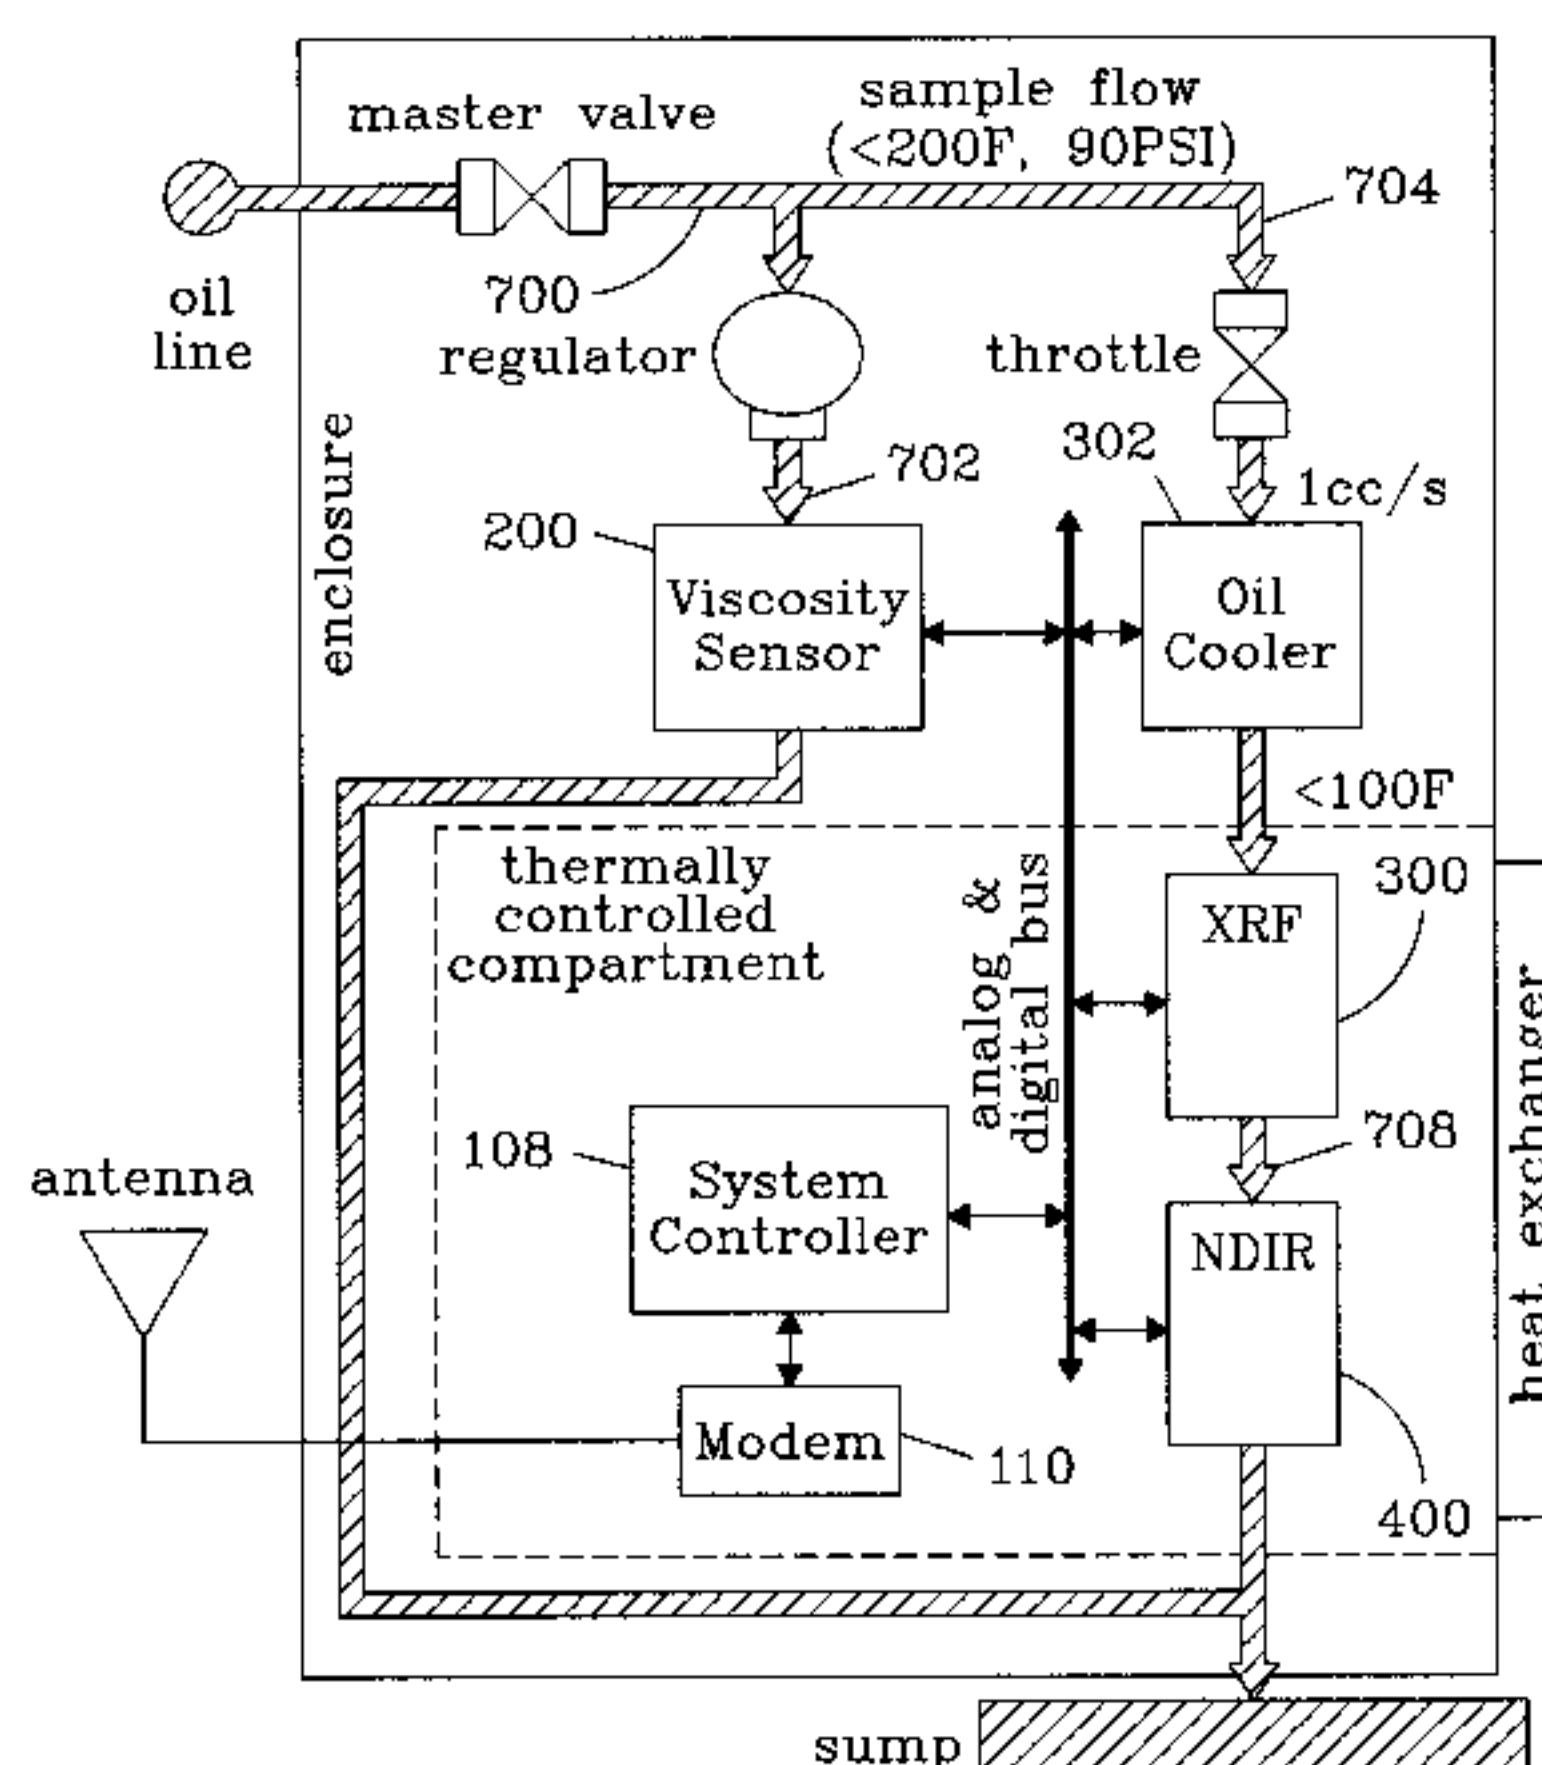 sample flow
master valve
(<200F, 90PSI)
704
oil
line
700
regulator
throttle
302
702
1cc/s
enclosure
200
Viscosity
Sensor
Oil
Cooler
<100F
thermally
controlled
compartment
analog &
digital bus
300
XRF
heat exchanger
708
108
antenna
System
Controller
NDIR
Modem
110
400
sump